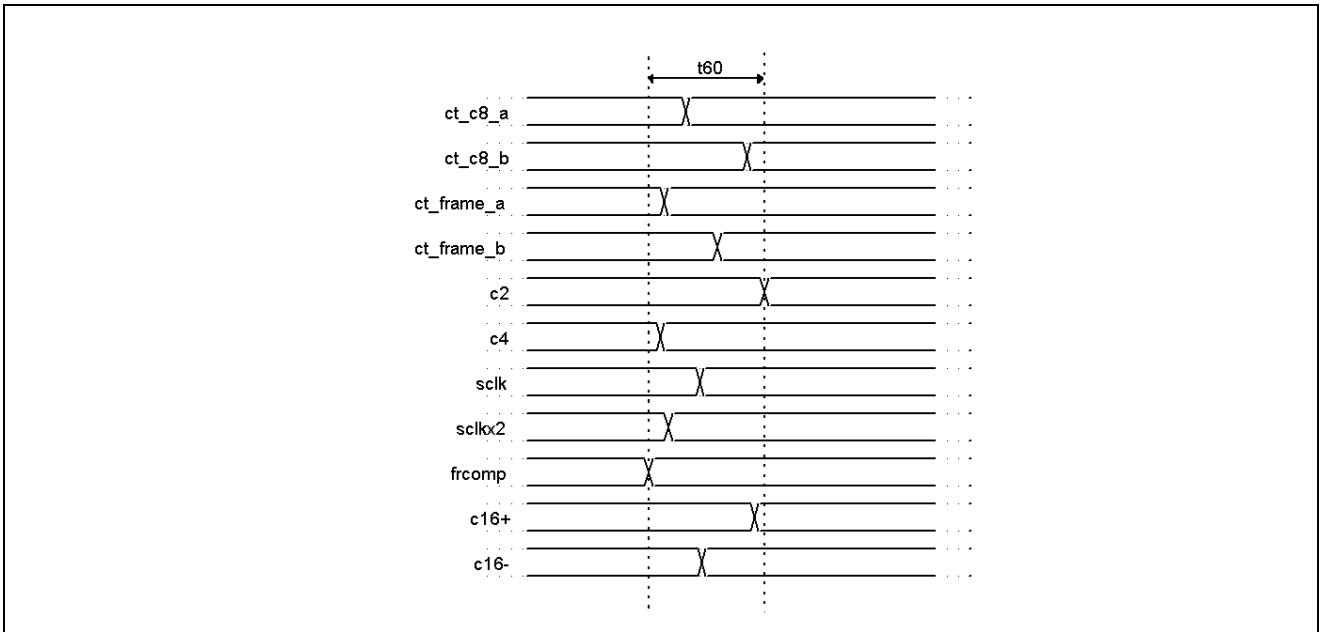 t60
ct_c8_a
ct_c8_b
ct_frame_a
ct_frame_b
c2
c4
sclk
sclkx2
frcomp
c16+
c16-